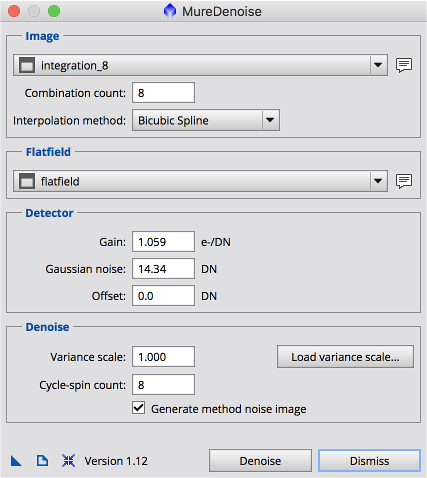 MureDenoise
Image
integration_8
Combination count: 8
Interpolation method: Bicubic Spline
Flatfield
flatfield
Detector
Gain: 1.059 e-/DN
Gaussian noise: 14.34 DN
Offset: 0.0 DN
Denoise
Variance scale: 1.000 Load variance scale...
Cycle-spin count: 8
Generate method noise image
Version 1.12 Denoise Dismiss